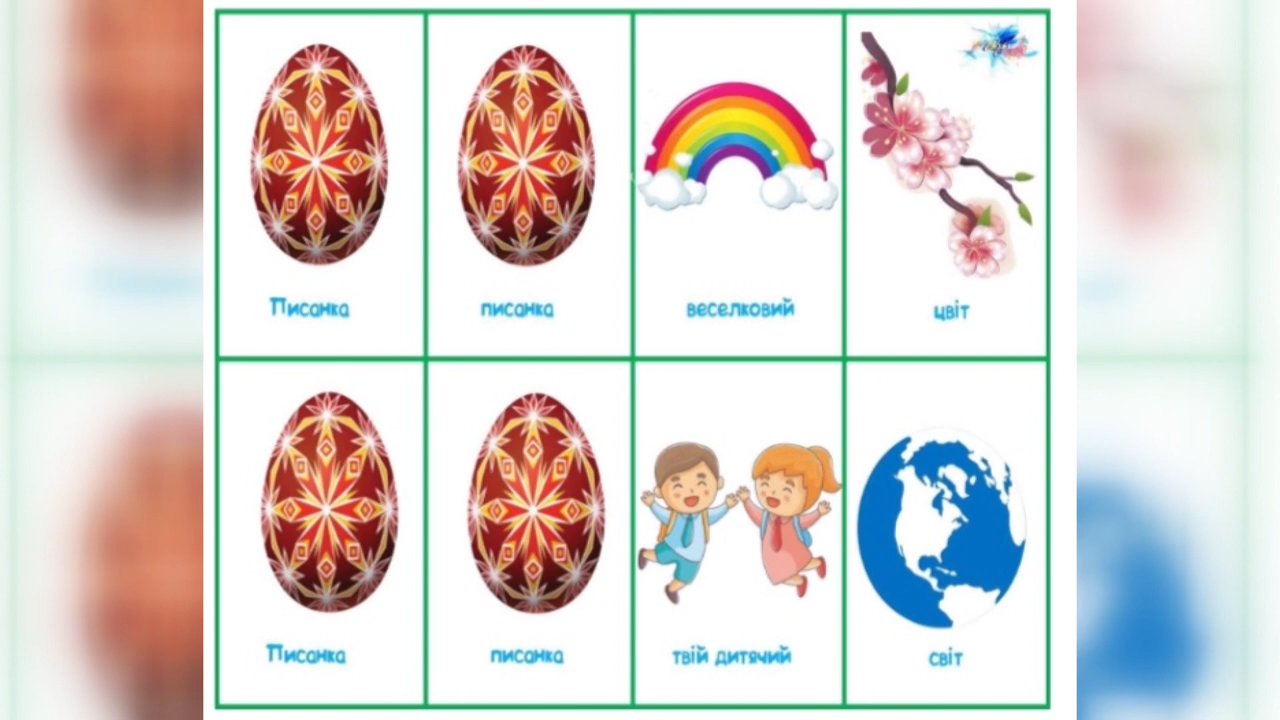 Писанка писанка веселковий цвіт
Писанка писанка твій дитячий світ